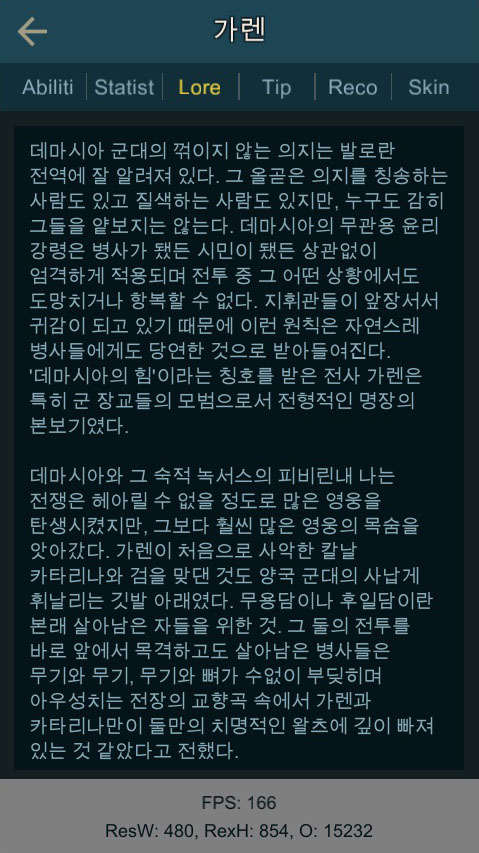 가렌
Abiliti Statist Lore Tip Reco Skin
데마시아 군대의 꺾이지 않는 의지는 발로란
전역에 잘 알려져 있다. 그 올곧은 의지를 칭송하는
사람도 있고 질색하는 사람도 있지만, 누구도 감히
그들을 얕보지는 않는다. 데마시아의 무관용 윤리
강령은 병사가 됐든 시민이 됐든 상관없이
엄격하게 적용되며 전투 중 그 어떤 상황에서도
도망치거나 항복할 수 없다. 지휘관들이 앞장서서
귀감이 되고 있기 때문에 이런 원칙은 자연스레
병사들에게도 당연한 것으로 받아들여진다.
'데마시아의 힘'이라는 칭호를 받은 전사 가렌은
특히 군 장교들의 모범으로서 전형적인 명장의
본보기였다.
데마시아와 그 숙적 녹서스의 피비린내 나는
전쟁은 헤아릴 수 없을 정도로 많은 영웅을
탄생시켰지만, 그보다 훨씬 많은 영웅의 목숨을
앗아갔다. 가렌이 처음으로 사악한 칼날
카타리나와 검을 맞댄 것도 양국 군대의 사납게
휘날리는 깃발 아래였다. 무용담이나 후일담이란
본래 살아남은 자들을 위한 것. 그 둘의 전투를
바로 앞에서 목격하고도 살아남은 병사들은
무기와 무기, 무기와 뼈가 수없이 부딪히며
아우성치는 전장의 교향곡 속에서 가렌과
카타리나만이 둘만의 치명적인 왈츠에 깊이 빠져
있는 것 같았다고 전했다.
FPS: 166
ResW: 480, RexH: 854, O: 15232